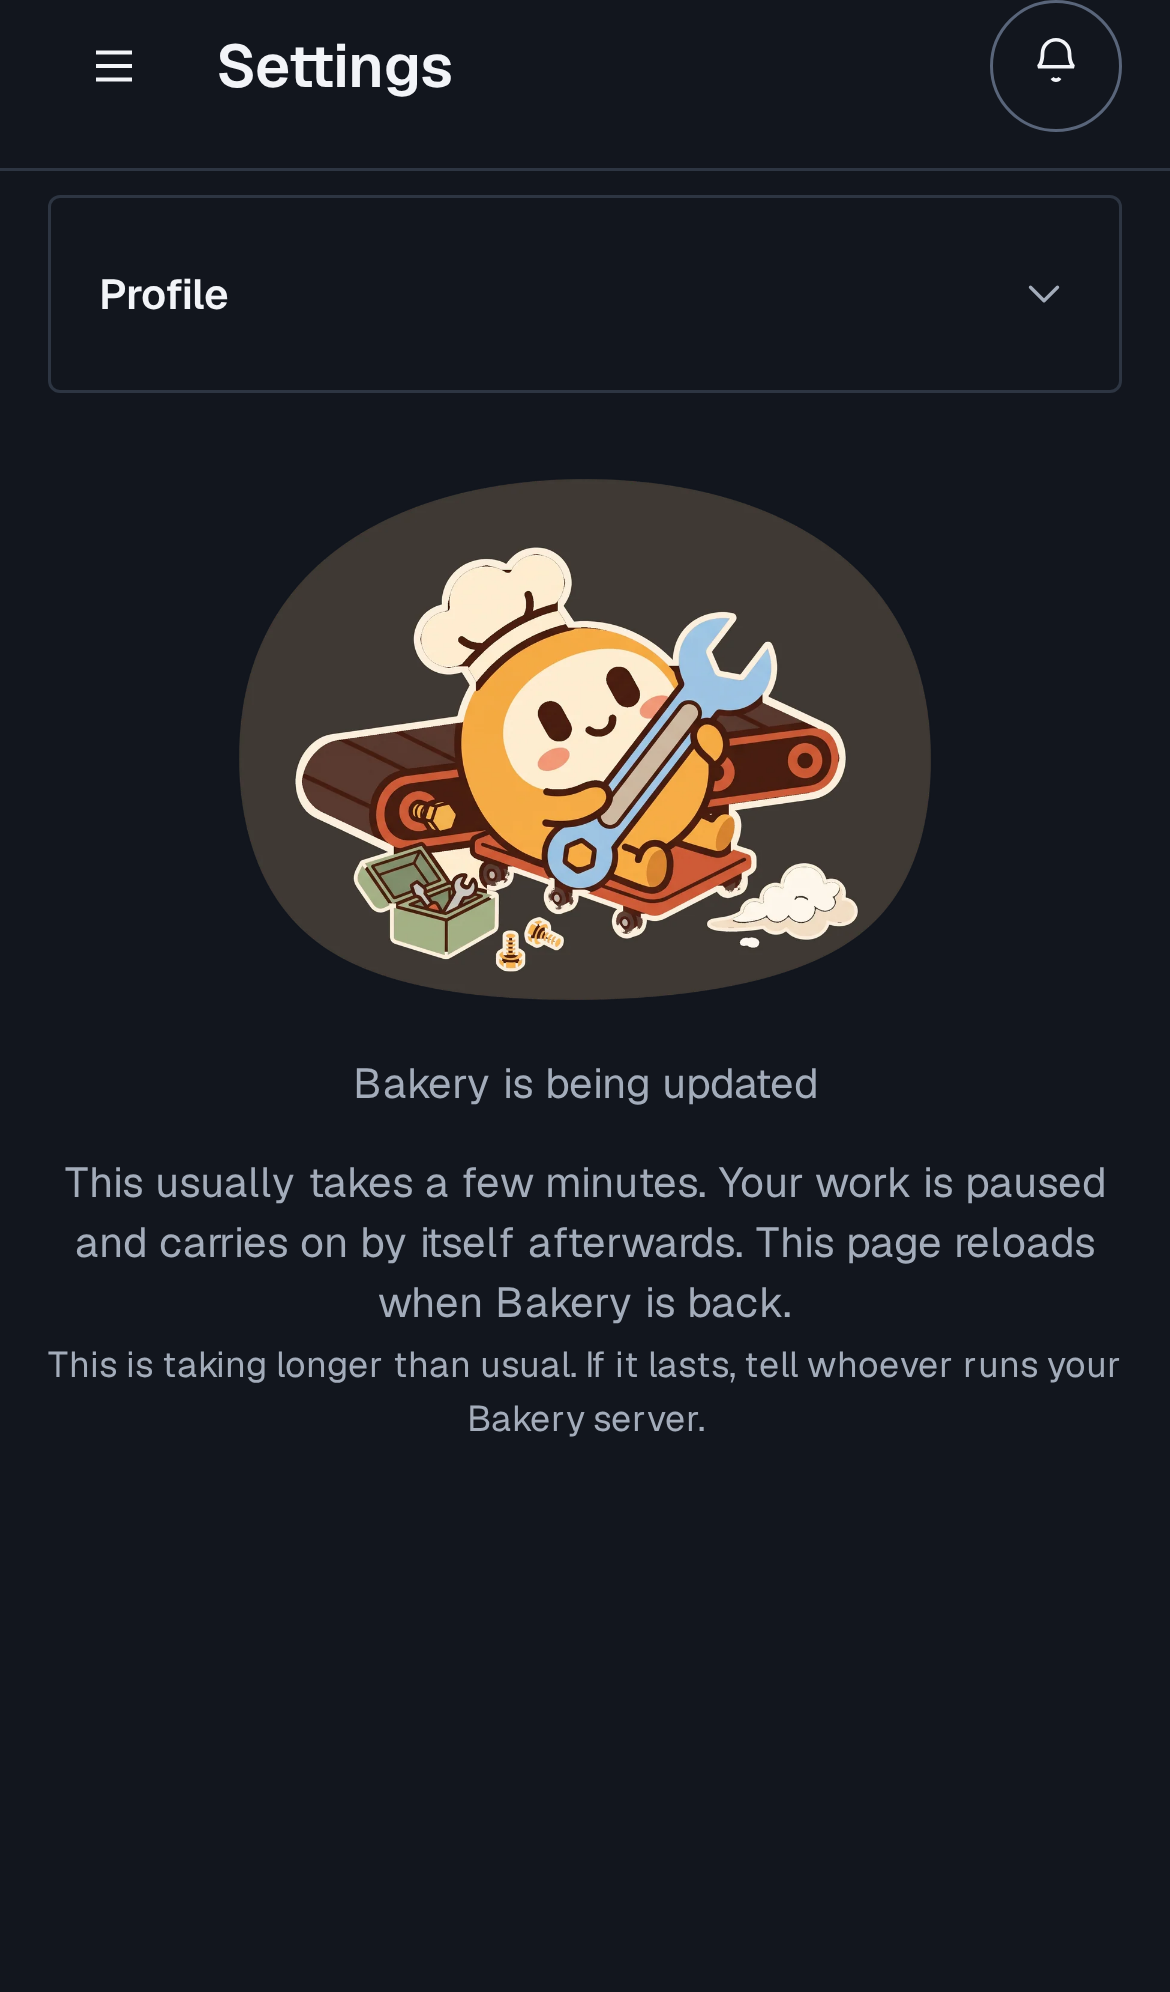 Settings
Profile
Bakery is being updated
This usually takes a few minutes. Your work is paused
and carries on by itself afterwards. This page reloads
when Bakery is back.
This is taking longer than usual. If it lasts, tell whoever runs your
Bakery server.